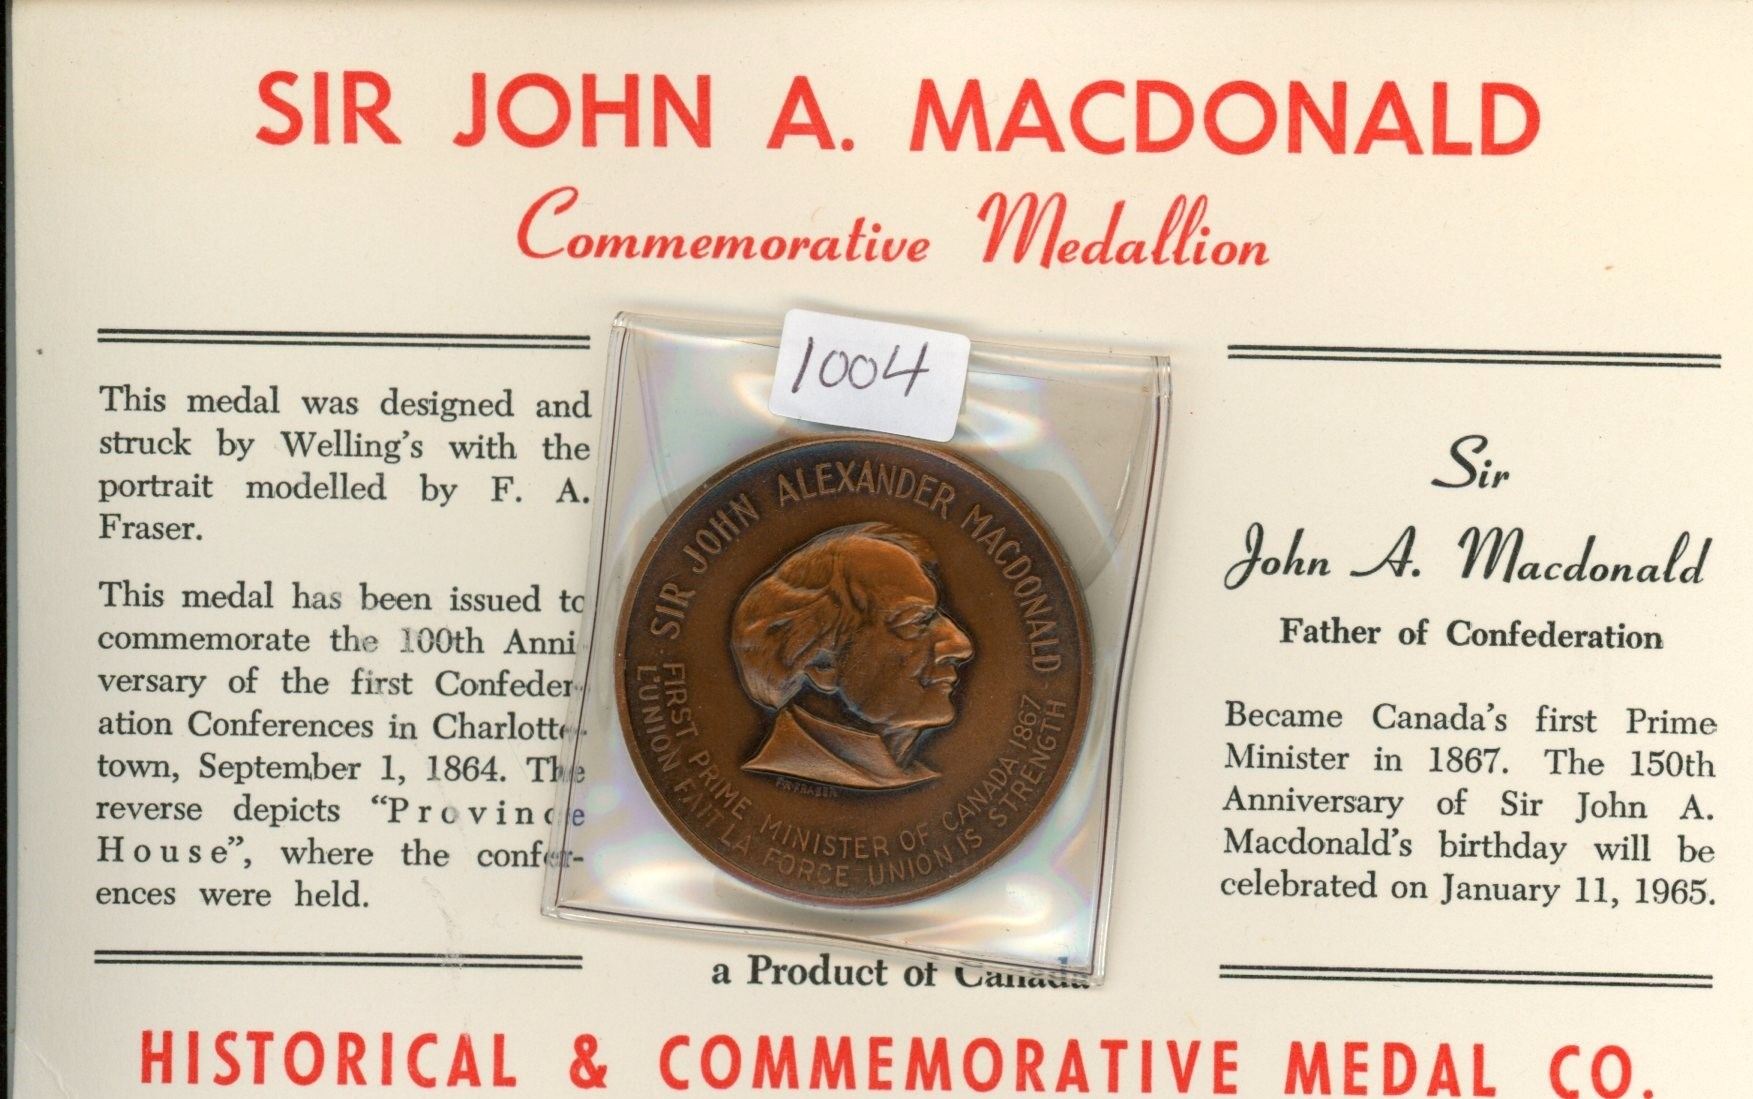 SIR JOHN A. MACDONALD
Commemorative Medallion
This medal was designed and
struck by Welling's with the
portrait modelled by F. A.
Fraser.
This medal has been issued to
commemorate the 100th Anni-
versary of the first Confeder-
ation Conferences in Charlotte-
town, September 1, 1864. The
reverse depicts “Province
House”, where the confer-
ences were held.
1004
SIR JOHN ALEXANDER MACDONALD
FIRST PRIME MINISTER OF CANADA 1867
L'UNION FAIT LA FORCE - UNION IS STRENGTH
F.A. FRASER
a Product of Canada
Sir
John A. Macdonald
Father of Confederation
Became Canada's first Prime
Minister in 1867. The 150th
Anniversary of Sir John A.
Macdonald's birthday will be
celebrated on January 11, 1965.
HISTORICAL & COMMEMORATIVE MEDAL CO.